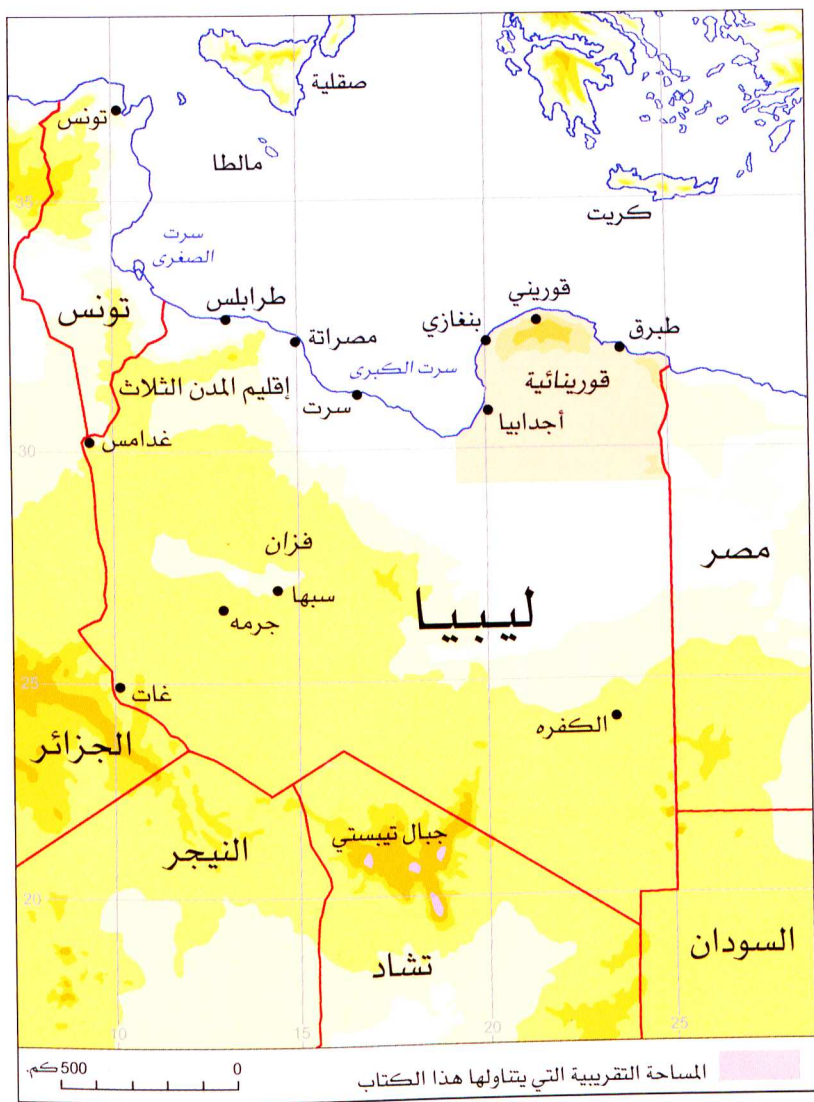 صقلية
تونس
مالطا
35
كريت
سرت
الصغرى
تونس
طرابلس
مصراتة
قوريني
بنغازي
طبرق
سرت الكبرى
قورينائية
إقليم المدن الثلاث
سرت
أجدابيا
غدامس
30
فزان
مصر
سبها
ليبيا
جرمه
25
غات
الكفره
الجزائر
جبال تيبستي
النيجر
20
السودان
تشاد
10
15
20
25
المساحة التقريبية التي يتناولها هذا الكتاب
0
500 كم.